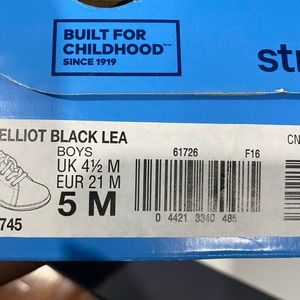 BUILT FOR
CHILDHOOD
SINCE 1919
str
ELLIOT BLACK LEA
BOYS
UK 4½ M
EUR 21 M
5 M
61726
F16
CN
745
0 4421 3340 485